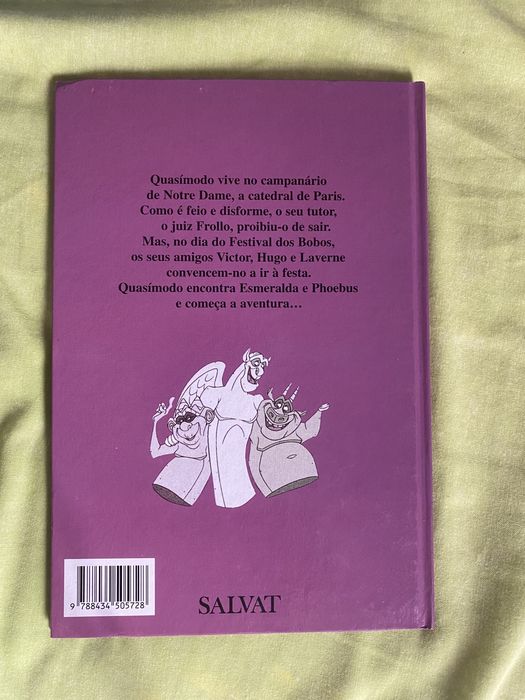 Quasímodo vive no campanário
de Notre Dame, a catedral de Paris.
Como é feio e disforme, o seu tutor,
o juiz Frollo, proibiu-o de sair.
Mas, no dia do Festival dos Bobos,
os seus amigos Victor, Hugo e Laverne
convencem-no a ir à festa.
Quasímodo encontra Esmeralda e Phoebus
e começa a aventura…
9 788434 505728
SALVAT